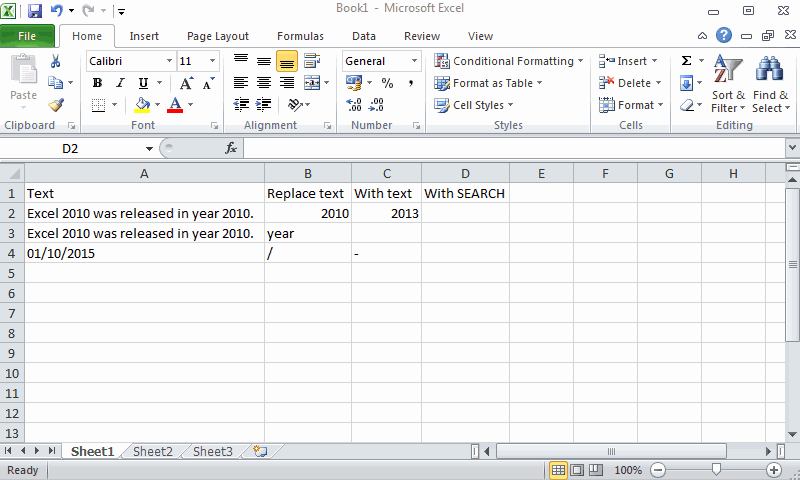 Book1 - Microsoft Excel
File Home Insert Page Layout Formulas Data Review View
Calibri 11 General Conditional Formatting Insert Σ
Paste B I U A A $ % , Format as Table Delete Sort & Filter Find & Select
A .00 .00 Cell Styles Format
Clipboard Font Alignment Number Styles Cells Editing
D2 fx
A B C D E F G H
1 Text Replace text With text With SEARCH
2 Excel 2010 was released in year 2010. 2010 2013
3 Excel 2010 was released in year 2010. year
4 01/10/2015 / -
5
6
7
8
9
10
11
12
13
Sheet1 Sheet2 Sheet3
Ready 100%